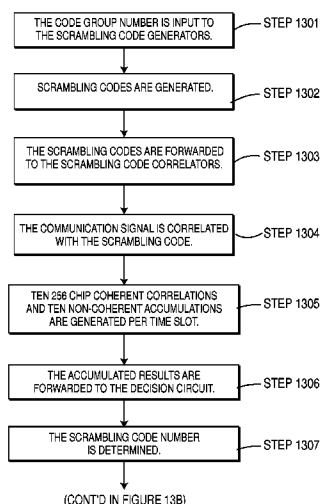 THE CODE GROUP NUMBER IS INPUT TO
THE SCRAMBLING CODE GENERATORS.
STEP 1301
SCRAMBLING CODES ARE GENERATED.
STEP 1302
THE SCRAMBLING CODES ARE FORWARDED
TO THE SCRAMBLING CODE CORRELATORS.
STEP 1303
THE COMMUNICATION SIGNAL IS CORRELATED
WITH THE SCRAMBLING CODE.
STEP 1304
TEN 256 CHIP COHERENT CORRELATIONS
AND TEN NON-COHERENT ACCUMULATIONS
ARE GENERATED PER TIME SLOT.
STEP 1305
THE ACCUMULATED RESULTS ARE
FORWARDED TO THE DECISION CIRCUIT.
STEP 1306
THE SCRAMBLING CODE NUMBER
IS DETERMINED.
STEP 1307
(CONT'D IN FIGURE 13B)